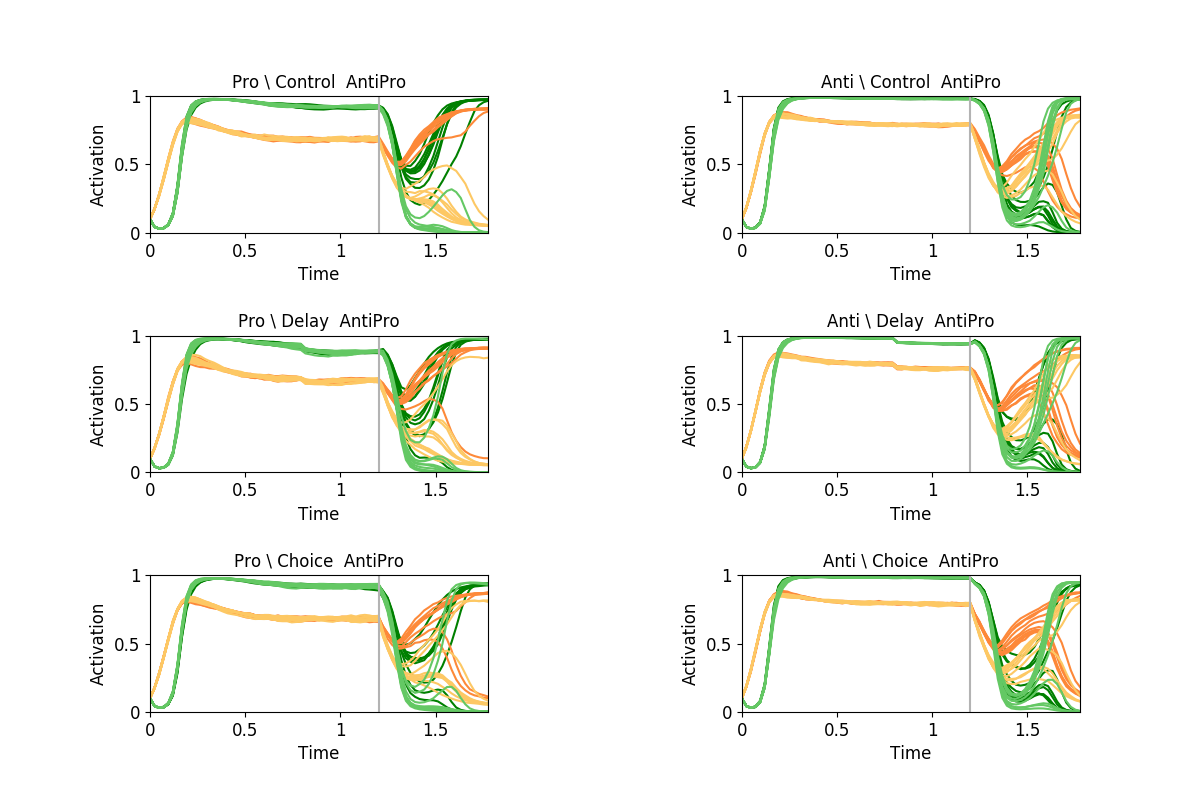 Pro \ Control  AntiPro
Activation
1
0.5
0
0
0.5
1
1.5
Time
Anti \ Control  AntiPro
Activation
1
0.5
0
0
0.5
1
1.5
Time
Pro \ Delay  AntiPro
Activation
1
0.5
0
0
0.5
1
1.5
Time
Anti \ Delay  AntiPro
Activation
1
0.5
0
0
0.5
1
1.5
Time
Pro \ Choice  AntiPro
Activation
1
0.5
0
0
0.5
1
1.5
Time
Anti \ Choice  AntiPro
Activation
1
0.5
0
0
0.5
1
1.5
Time